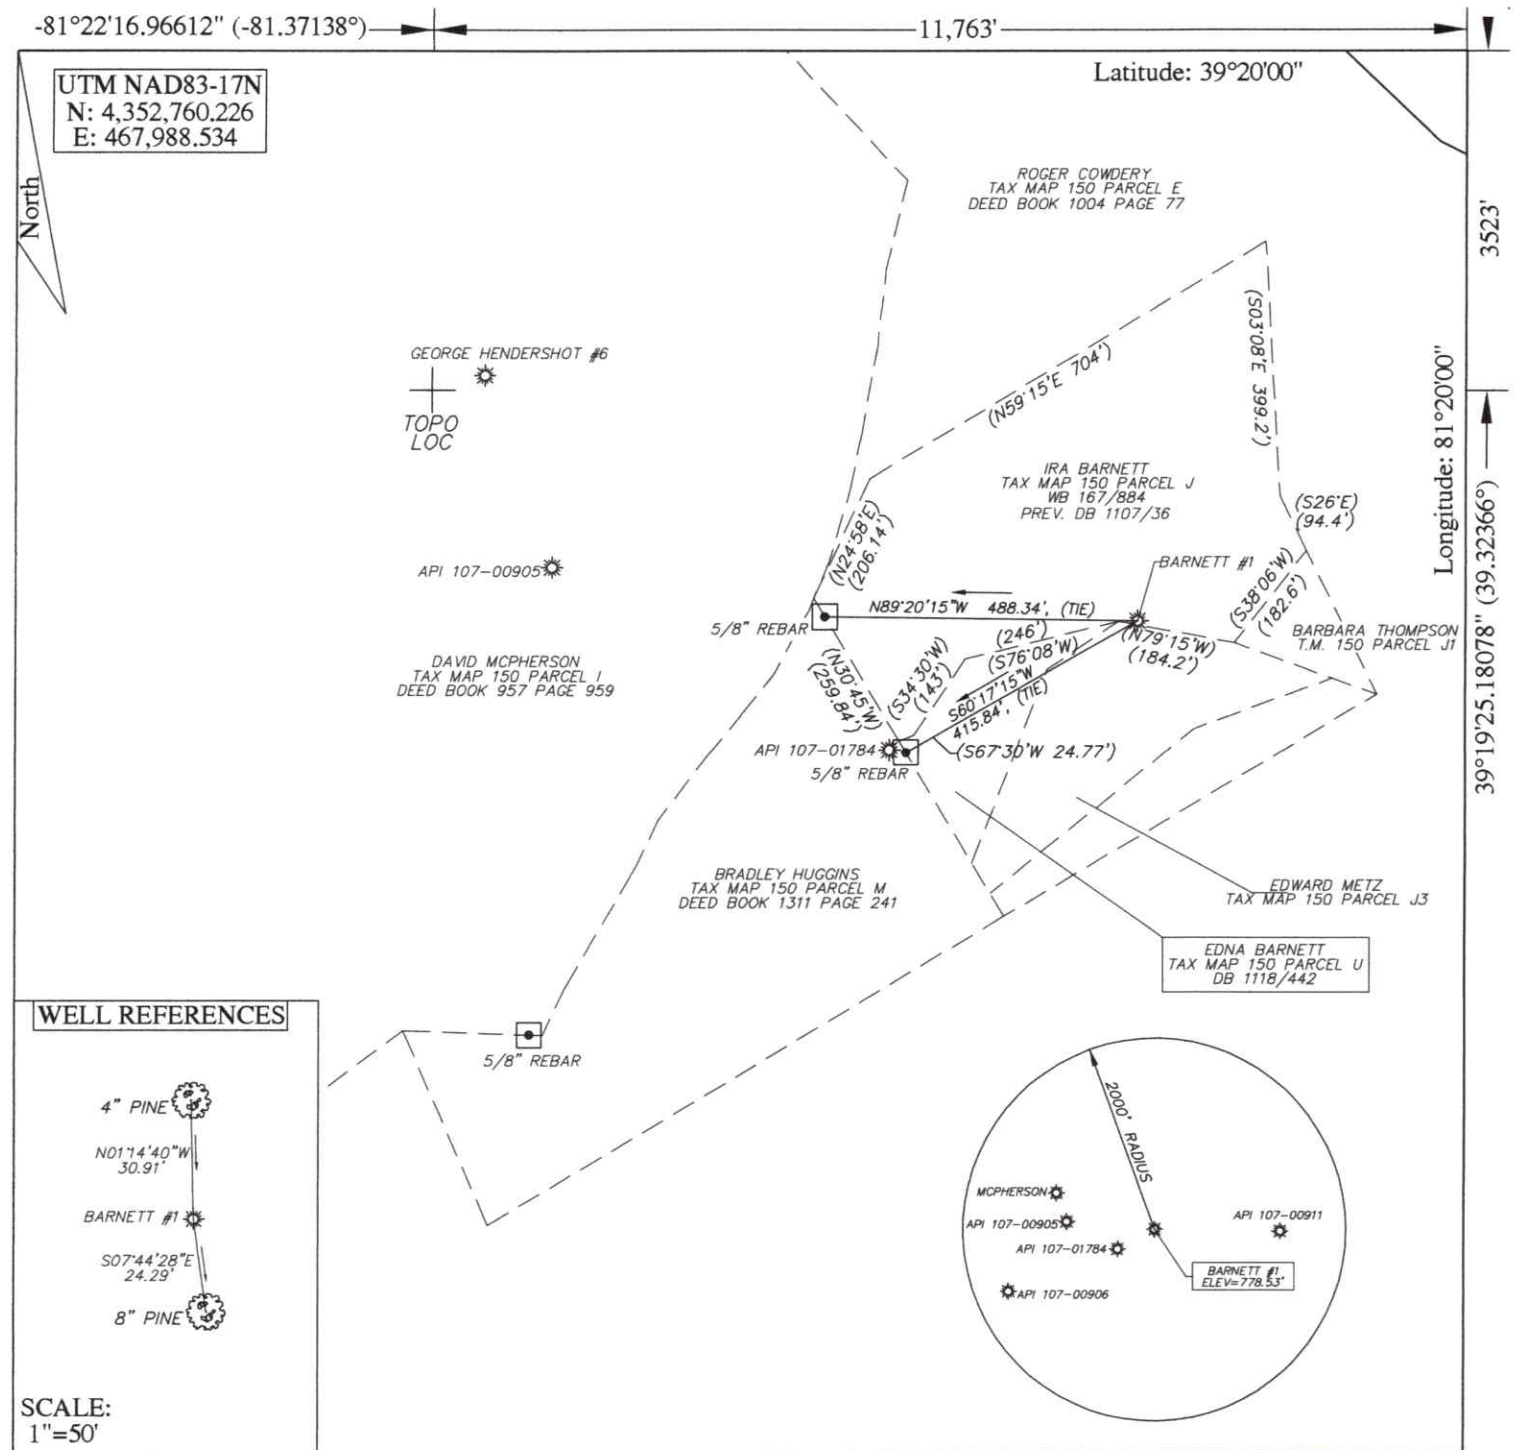 -81°22'16.96612" (-81.37138°)
11,763'
UTM NAD83-17N
N: 4,352,760.226
E: 467,988.534
Latitude: 39°20'00"
North
3523'
ROGER COWDERY
TAX MAP 150 PARCEL E
DEED BOOK 1004 PAGE 77
GEORGE HENDERSHOT #6
TOPO
LOC
(N59°15'E 704')
(S03°08'E 399.2')
Longitude: 81°20'00"
39°19'25.18078" (39.32366°)
IRA BARNETT
TAX MAP 150 PARCEL J
WB 167/884
PREV. DB 1107/36
(S26°E)
(94.4')
(N24°58'E)
(206.14')
API 107-00905
BARNETT #1
(S38°06'W)
(182.6')
N89°20'15"W 488.34', (TIE)
5/8" REBAR
(N79°15'W)
(184.2')
BARBARA THOMPSON
T.M. 150 PARCEL J1
(246')
(S76°08'W)
DAVID MCPHERSON
TAX MAP 150 PARCEL I
DEED BOOK 957 PAGE 959
(N30°45'W)
(259.84')
(S34°30'W)
(143')
S60°17'15"W
415.84', (TIE)
API 107-01784
(S67°30'W 24.77')
5/8" REBAR
BRADLEY HUGGINS
TAX MAP 150 PARCEL M
DEED BOOK 1311 PAGE 241
EDWARD METZ
TAX MAP 150 PARCEL J3
EDNA BARNETT
TAX MAP 150 PARCEL U
DB 1118/442
5/8" REBAR
WELL REFERENCES
4" PINE
N01°14'40"W
30.91'
BARNETT #1
S07°44'28"E
24.29'
8" PINE
SCALE:
1"=50'
2000' RADIUS
MCPHERSON
API 107-00905
API 107-01784
API 107-00911
API 107-00906
BARNETT #1
ELEV=778.53'